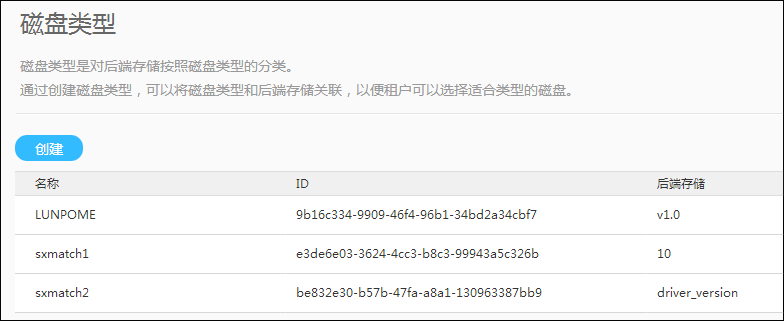 磁盘类型
磁盘类型是对后端存储按照磁盘类型的分类。
通过创建磁盘类型，可以将磁盘类型和后端存储关联，以便租户可以选择适合类型的磁盘。
创建
名称 ID 后端存储
LUNPOME 9b16c334-9909-46f4-96b1-34bd2a34cbf7 v1.0
sxmatch1 e3de6e03-3624-4cc3-b8c3-99943a5c326b 10
sxmatch2 be832e30-b57b-47fa-a8a1-130963387bb9 driver_version